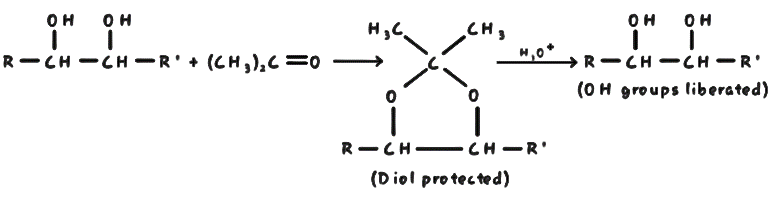 OH OH H₃C CH₃ OH OH
R—CH—CH—R' + (CH₃)₂C=O C H₃O⁺ R—CH—CH—R'
O O (OH groups liberated)
R—CH—CH—R'
(Diol protected)